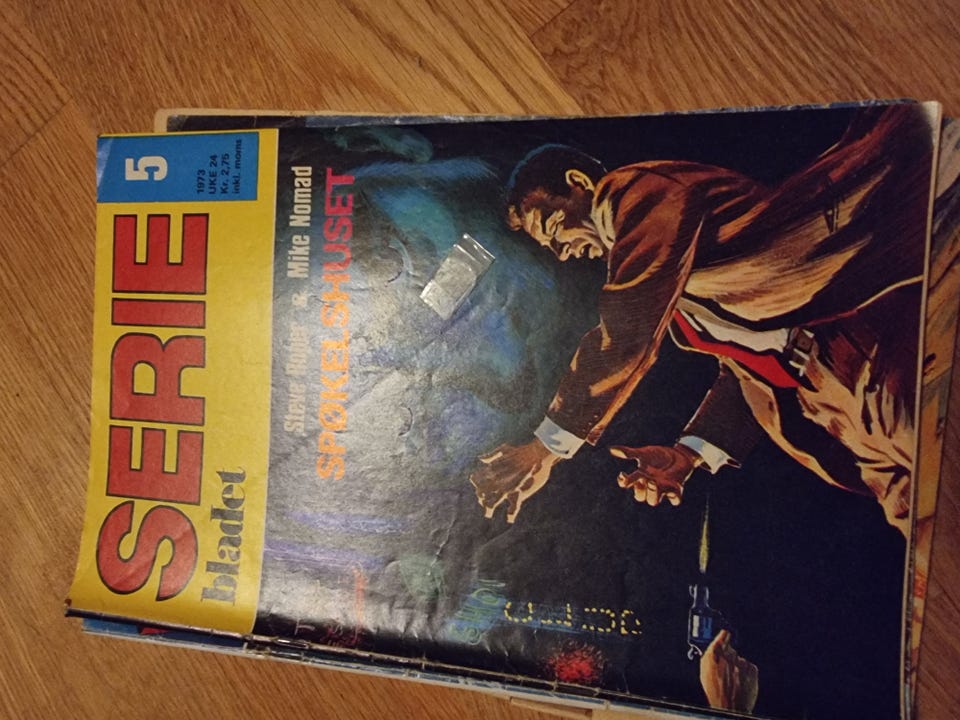 SERIE
bladet
5
1973
UKE 24
Kr. 2,75
inkl. moms
Steve Roper & Mike Nomad
SPØKELSHUSET